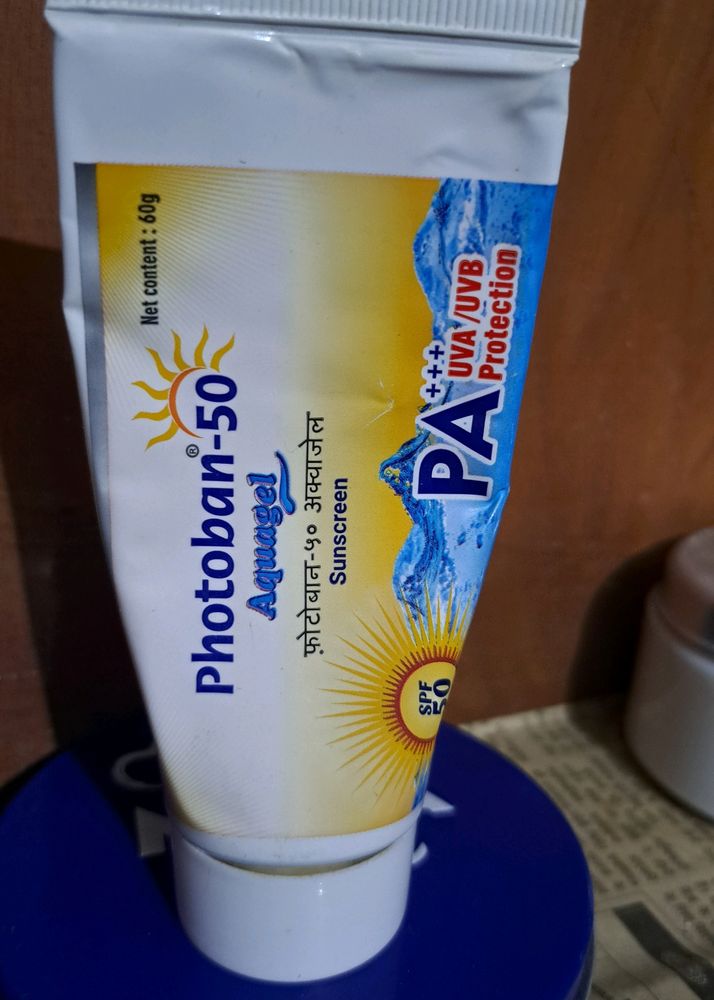 Net content : 60g
Photoban®-50
Aquagel
फ़ोटोबान-५० अक्वाजेल
Sunscreen
PA+++
UVA/UVB
Protection
SPF
50